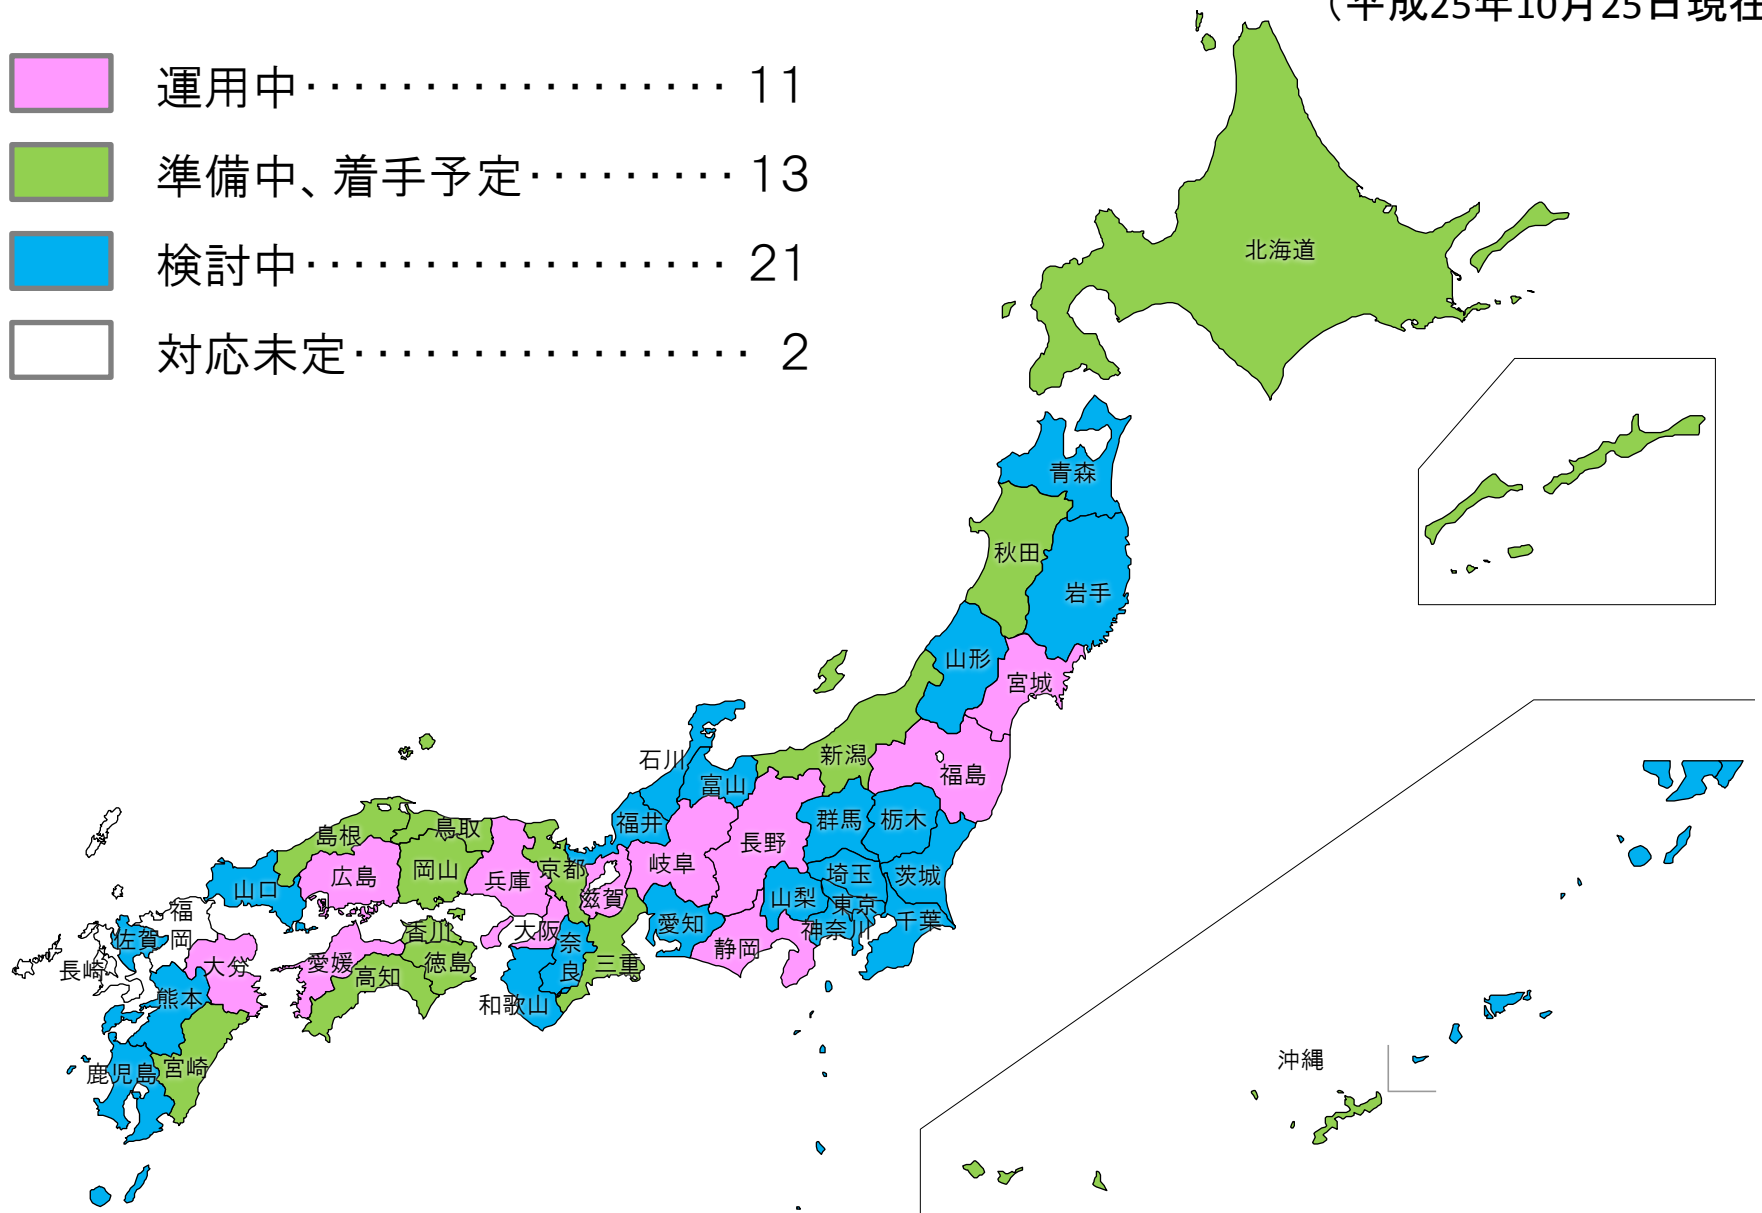 （平成25年10月25日現在
運用中･･････････････････ 11
準備中、着手予定･････････ 13
検討中･･････････････････ 21
対応未定･････････････････ 2
北海道
青森
秋田
岩手
山形
宮城
新潟
福島
石川
富山
福井
群馬
栃木
長野
岐阜
埼玉
茨城
山梨
東京
千葉
神奈川
愛知
静岡
島根
鳥取
岡山
広島
山口
兵庫
京都
滋賀
大阪
奈良
三重
和歌山
香川
徳島
愛媛
高知
福岡
佐賀
長崎
大分
熊本
宮崎
鹿児島
沖縄